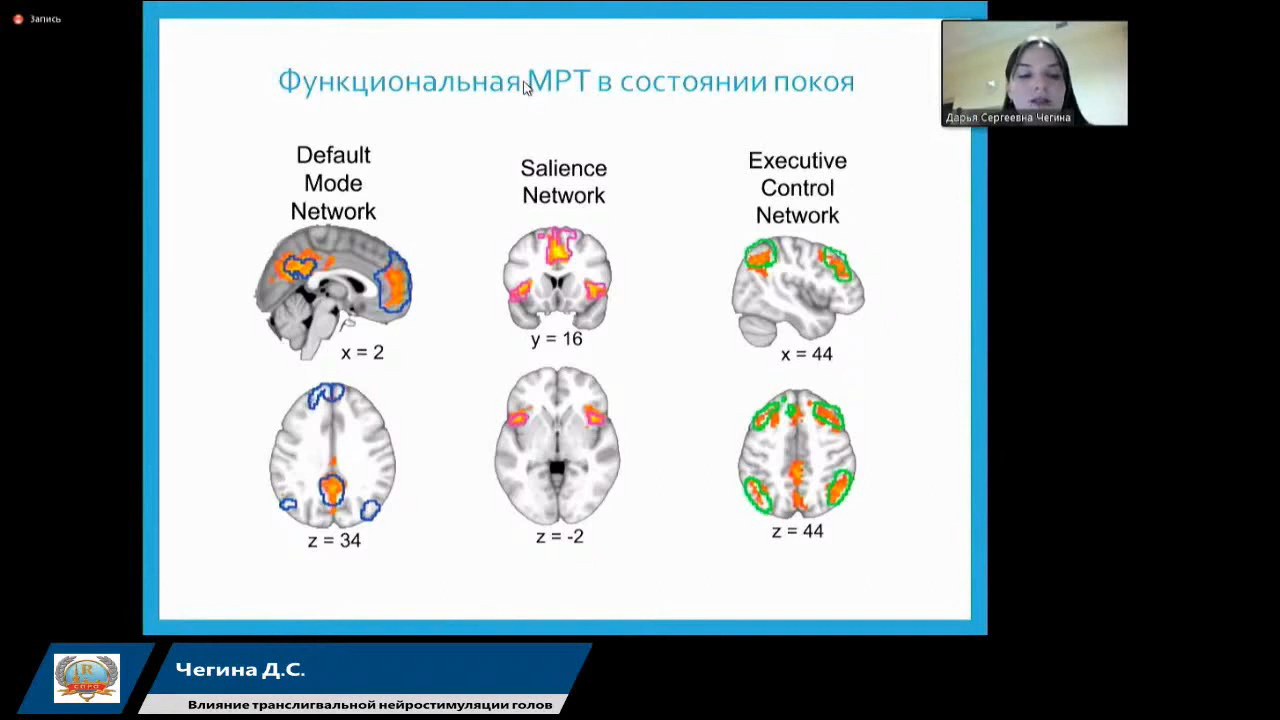 Запись
Функциональная МРТ в состоянии покоя
Дарья Сергеевна Чегина
Default
Mode
Network
Salience
Network
Executive
Control
Network
x = 2
y = 16
x = 44
z = 34
z = -2
z = 44
R
СПРО
Чегина Д.С.
Влияние транслигвальной нейростимуляции голов